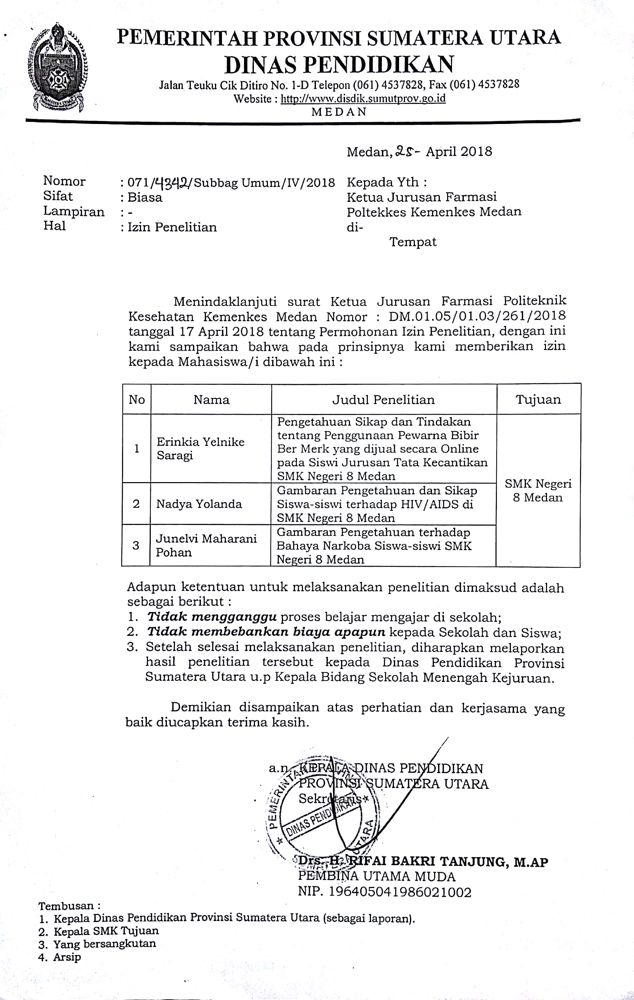 PEMERINTAH PROVINSI SUMATERA UTARA
DINAS PENDIDIKAN
Jalan Teuku Cik Ditiro No. 1-D Telepon (061) 4537828, Fax (061) 4537828
Website : http://www.disdik.sumutprov.go.id
MEDAN
Medan, 25- April 2018
Nomor : 071/4342/Subbag Umum/IV/2018
Sifat : Biasa
Lampiran : -
Hal : Izin Penelitian
Kepada Yth :
Ketua Jurusan Farmasi
Poltekkes Kemenkes Medan
di-
Tempat
Menindaklanjuti surat Ketua Jurusan Farmasi Politeknik
Kesehatan Kemenkes Medan Nomor : DM.01.05/01.03/261/2018
tanggal 17 April 2018 tentang Permohonan Izin Penelitian, dengan ini
kami sampaikan bahwa pada prinsipnya kami memberikan izin
kepada Mahasiswa/i dibawah ini :
No Nama Judul Penelitian Tujuan
1
Erinkia Yelnike
Saragi
Pengetahuan Sikap dan Tindakan
tentang Penggunaan Pewarna Bibir
Ber Merk yang dijual secara Online
pada Siswi Jurusan Tata Kecantikan
SMK Negeri 8 Medan
2
Nadya Yolanda
Gambaran Pengetahuan dan Sikap
Siswa-siswi terhadap HIV/AIDS di
SMK Negeri 8 Medan
3
Junelvi Maharani
Pohan
Gambaran Pengetahuan terhadap
Bahaya Narkoba Siswa-siswi SMK
Negeri 8 Medan
SMK Negeri
8 Medan
Adapun ketentuan untuk melaksanakan penelitian dimaksud adalah
sebagai berikut :
1. Tidak mengganggu proses belajar mengajar di sekolah;
2. Tidak membebankan biaya apapun kepada Sekolah dan Siswa;
3. Setelah selesai melaksanakan penelitian, diharapkan melaporkan
hasil penelitian tersebut kepada Dinas Pendidikan Provinsi
Sumatera Utara u.p Kepala Bidang Sekolah Menengah Kejuruan.
Demikian disampaikan atas perhatian dan kerjasama yang
baik diucapkan terima kasih.
a.n. KEPALA DINAS PENDIDIKAN
PROVINSI SUMATERA UTARA
Sekretaris
DINAS PENDIDIKAN
Drs. H. RIFAI BAKRI TANJUNG, M.AP
PEMBINA UTAMA MUDA
NIP. 196405041986021002
Tembusan :
1. Kepala Dinas Pendidikan Provinsi Sumatera Utara (sebagai laporan).
2. Kepala SMK Tujuan
3. Yang bersangkutan
4. Arsip